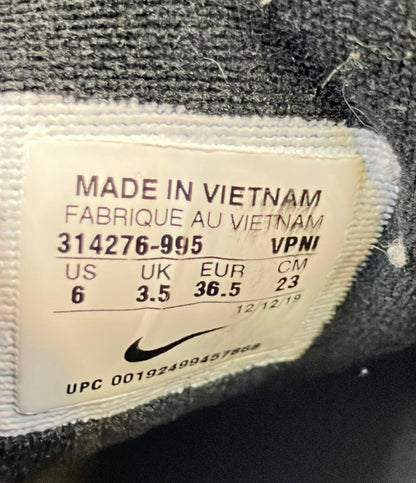 MADE IN VIETNAM
FABRIQUE AU VIETNAM
314276-995 VPNI
US UK EUR CM
6 3.5 36.5 23
12/12/19
UPC 00192499457868